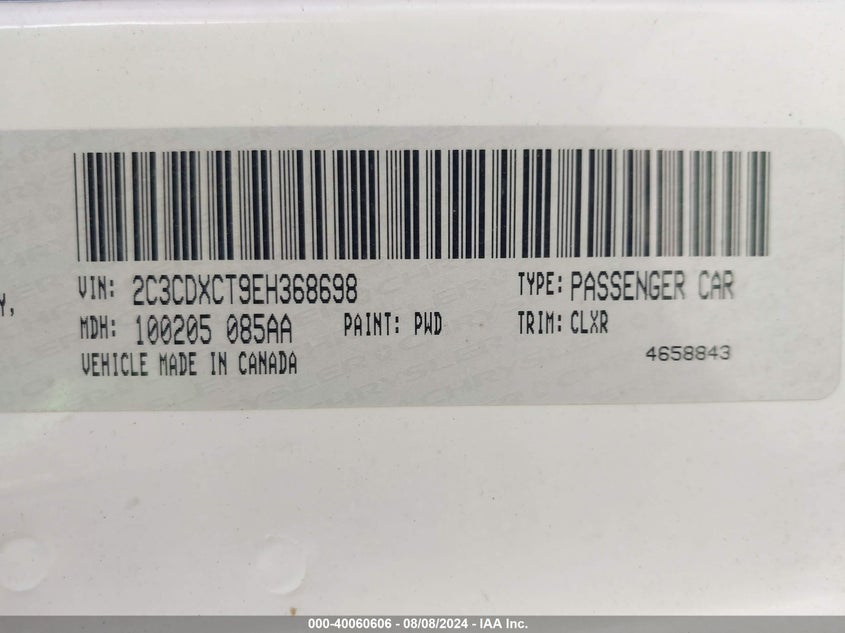 VIN: 2C3CDXCT9EH368698 TYPE: PASSENGER CAR
Y,
MDH: 100205 085AA PAINT: PWD TRIM: CLXR
VEHICLE MADE IN CANADA 4658843
000-40060606 - 08/08/2024 - IAA Inc.